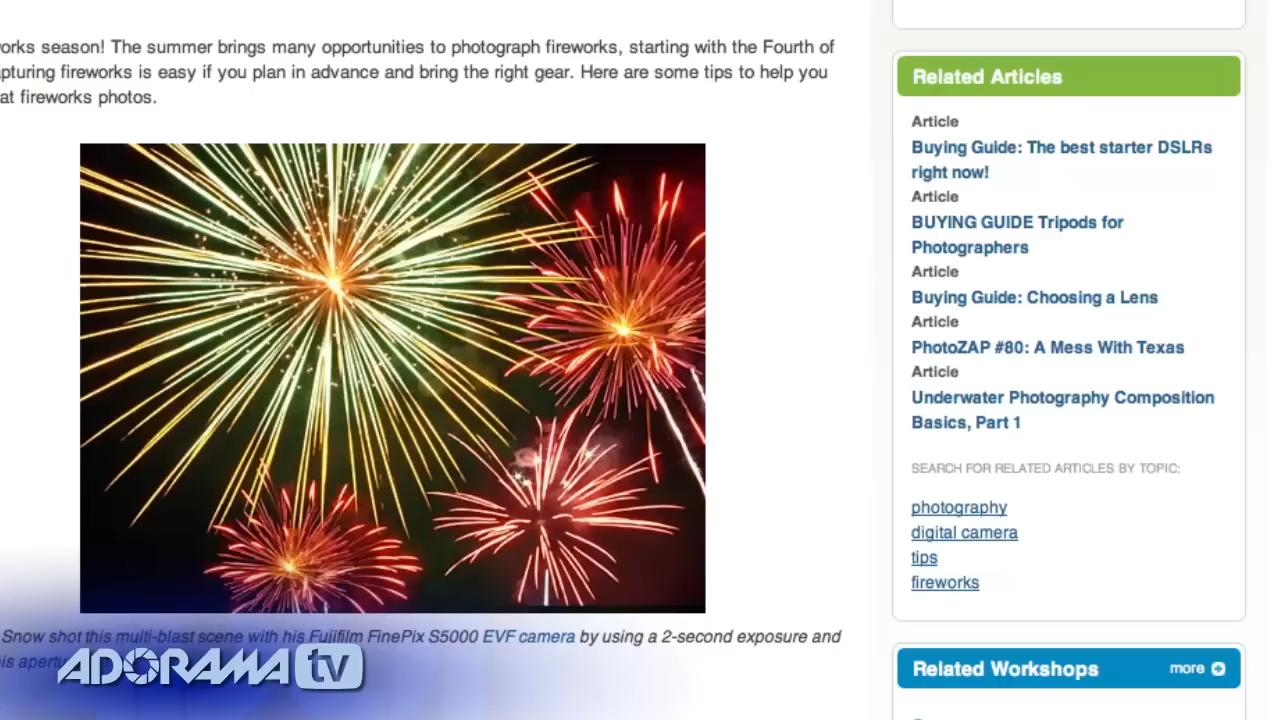 orks season! The summer brings many opportunities to photograph fireworks, starting with the Fourth of
pturing fireworks is easy if you plan in advance and bring the right gear. Here are some tips to help you
at fireworks photos.
Snow shot this multi-blast scene with his Fujifilm FinePix S5000 EVF camera by using a 2-second exposure and
is apertu
ADORAMA tv
Related Articles
Article
Buying Guide: The best starter DSLRs
right now!
Article
BUYING GUIDE Tripods for
Photographers
Article
Buying Guide: Choosing a Lens
Article
PhotoZAP #80: A Mess With Texas
Article
Underwater Photography Composition
Basics, Part 1
SEARCH FOR RELATED ARTICLES BY TOPIC:
photography
digital camera
tips
fireworks
Related Workshops more